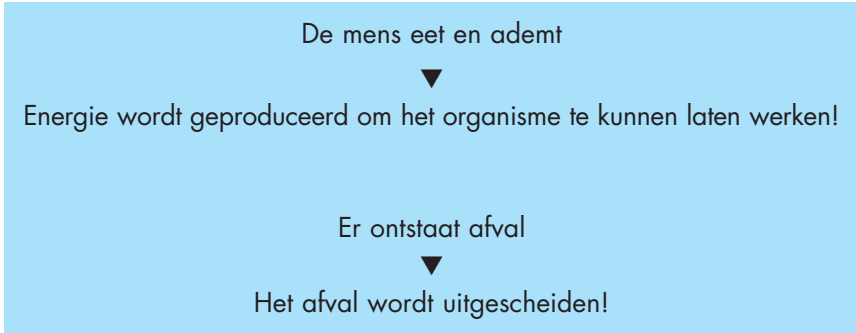 De mens eet en ademt
▼
Energie wordt geproduceerd om het organisme te kunnen laten werken!
Er ontstaat afval
▼
Het afval wordt uitgescheiden!